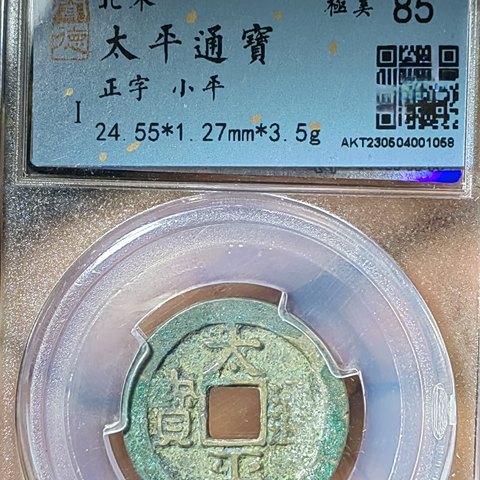 北宋 極美 85
太平通寶
正字 小平
I 24.55*1.27mm*3.5g
AKT230504001058
太
寶 通
平